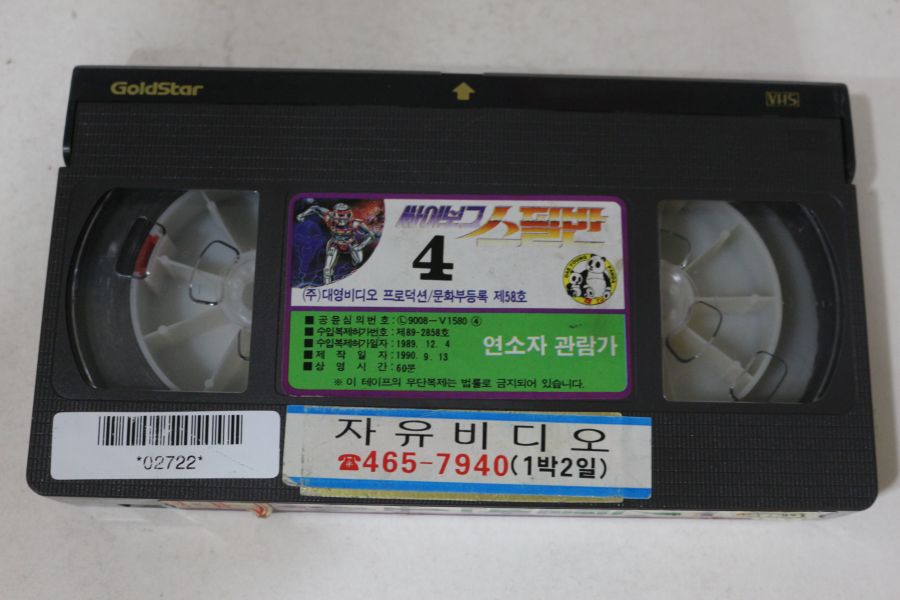 GoldStar
VHS
싸이보그 스필반
4
(주)대영비디오 프로덕션/문화부등록 제58호
■ 공윤심의번호 : Ⓛ9008-V1580 ④
■ 수입복제허가번호 : 제89-2858호
■ 수입복제허가일자 : 1989. 12. 4
■ 제작일자 : 1990. 9. 13
■ 상영시간 : 60분
연소자 관람가
※ 이 테이프의 무단복제는 법률로 금지되어 있습니다.
*02722*
자유비디오
☎465-7940(1박2일)